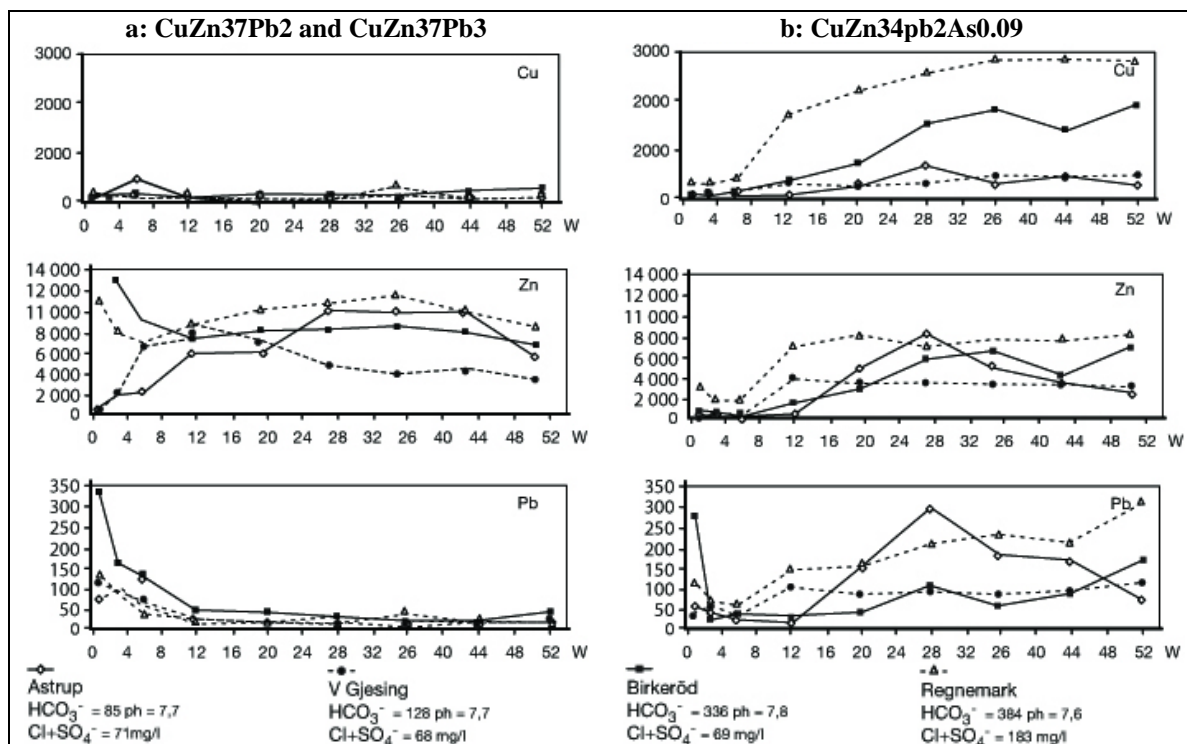 a: CuZn37Pb2 and CuZn37Pb3
3000
2000
2000
0
Cu
0 4 8 12 16 20 24 28 32 26 40 44 48 52 W
14 000
12 000
11 000
8 000
6 000
4 000
2 000
0
Zn
0 4 8 12 16 20 24 28 32 26 40 44 48 52 W
350
300
250
200
150
100
50
0
Pb
0 4 8 12 16 20 24 28 32 26 40 44 48 52 W
b: CuZn34pb2As0.09
3000
2000
2000
0
Cu
0 4 8 12 16 20 24 28 32 26 40 44 48 52 W
14 000
12 000
11 000
8 000
6 000
4 000
2 000
0
Zn
0 4 8 12 16 20 24 28 32 26 40 44 48 52 W
350
300
250
200
150
100
50
0
Pb
0 4 8 12 16 20 24 28 32 26 40 44 48 52 W
Astrup
HCO₃⁻ = 85 ph = 7,7
Cl+SO₄⁻ = 71mg/l
V Gjesing
HCO₃⁻ = 128 ph = 7,7
Cl+SO₄⁻ = 68 mg/l
Birkeröd
HCO₃⁻ = 336 ph = 7,8
Cl+SO₄⁻ = 69 mg/l
Regnemark
HCO₃⁻ = 384 ph = 7,6
Cl+SO₄⁻ = 183 mg/l